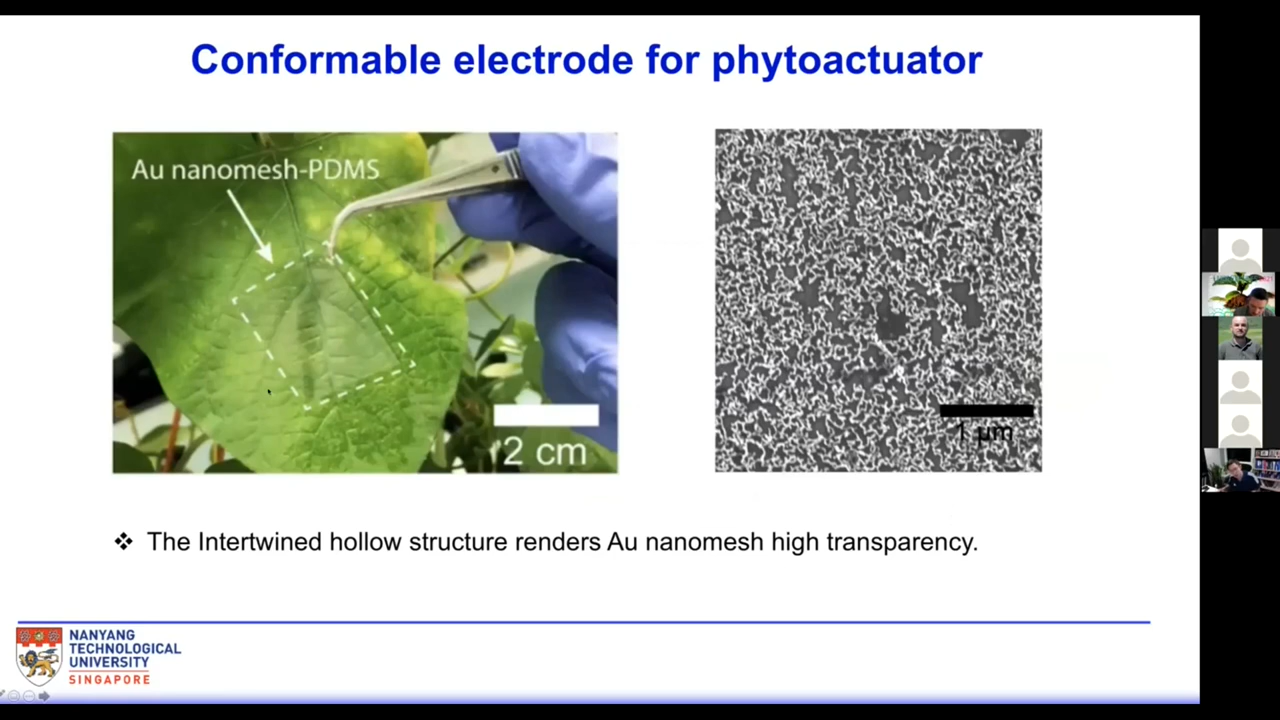 Conformable electrode for phytoactuator
Au nanomesh-PDMS
2 cm
1 μm
❖ The Intertwined hollow structure renders Au nanomesh high transparency.
NANYANG
TECHNOLOGICAL
UNIVERSITY
SINGAPORE